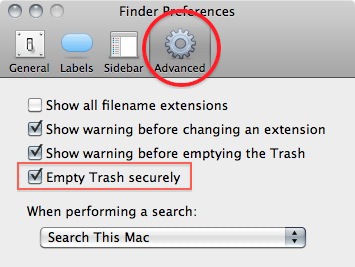 Finder Preferences
General Labels Sidebar Advanced
Show all filename extensions
Show warning before changing an extension
Show warning before emptying the Trash
Empty Trash securely
When performing a search:
Search This Mac